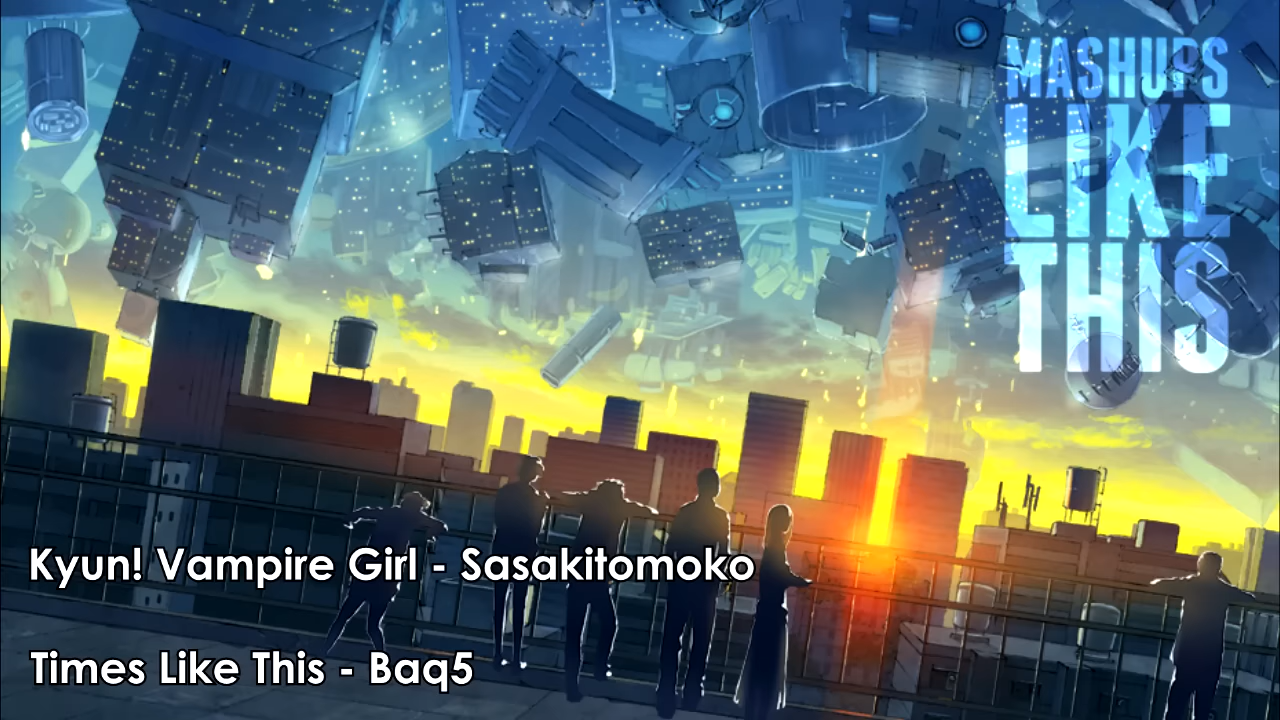 MASHUPS
LIKE
THIS
Kyun! Vampire Girl - Sasakitomoko
Times Like This - Baq5